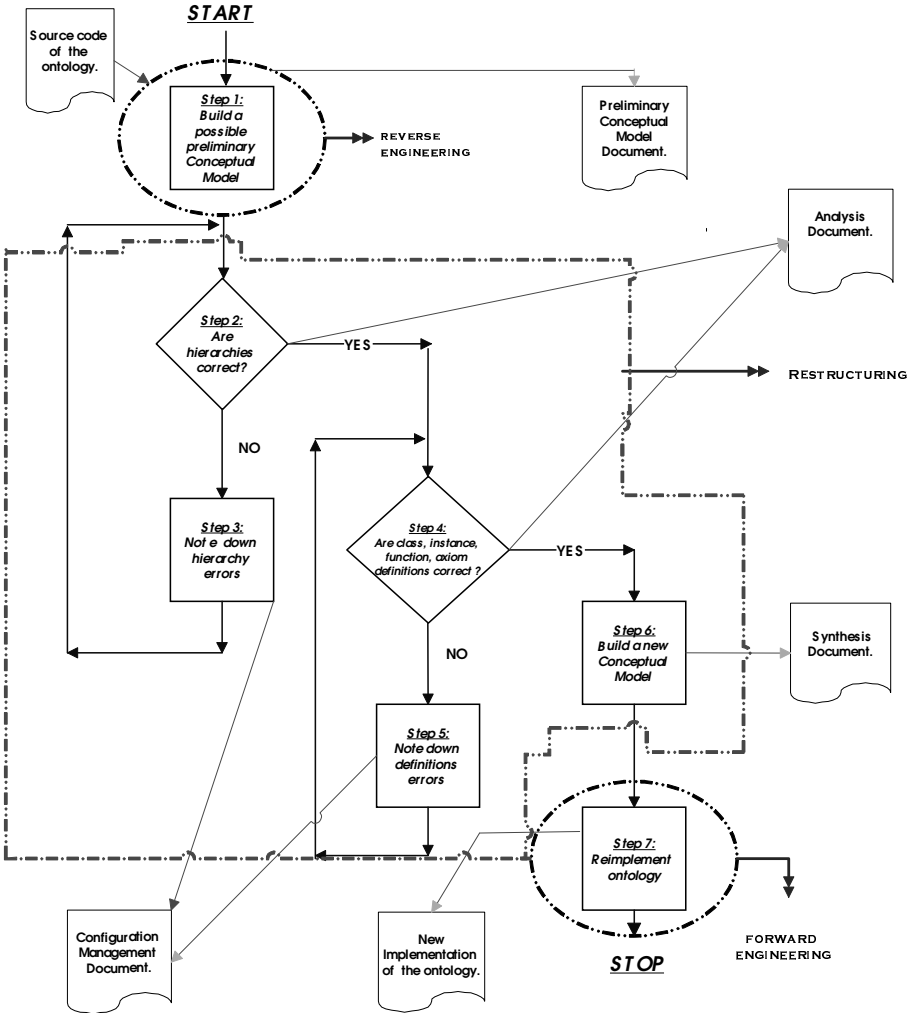 START
Source code
of the
ontology.
Step 1:
Build a
possible
preliminary
Conceptual
Model
REVERSE
ENGINEERING
Preliminary
Conceptual
Model
Document.
Analysis
Document.
Step 2:
Are
hierarchies
correct?
YES
RESTRUCTURING
NO
Step 3:
Note down
hierarchy
errors
Step 4:
Are class, instance,
function, axiom
definitions correct ?
YES
NO
Step 6:
Build a new
Conceptual
Model
Synthesis
Document.
Step 5:
Note down
definitions
errors
Step 7:
Reimplement
ontology
Configuration
Management
Document.
New
Implementation
of the ontology.
STOP
FORWARD
ENGINEERING